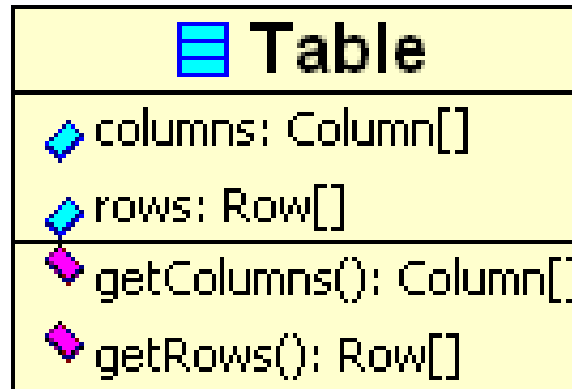 Table
columns: Column[]
rows: Row[]
getColumns(): Column[]
getRows(): Row[]